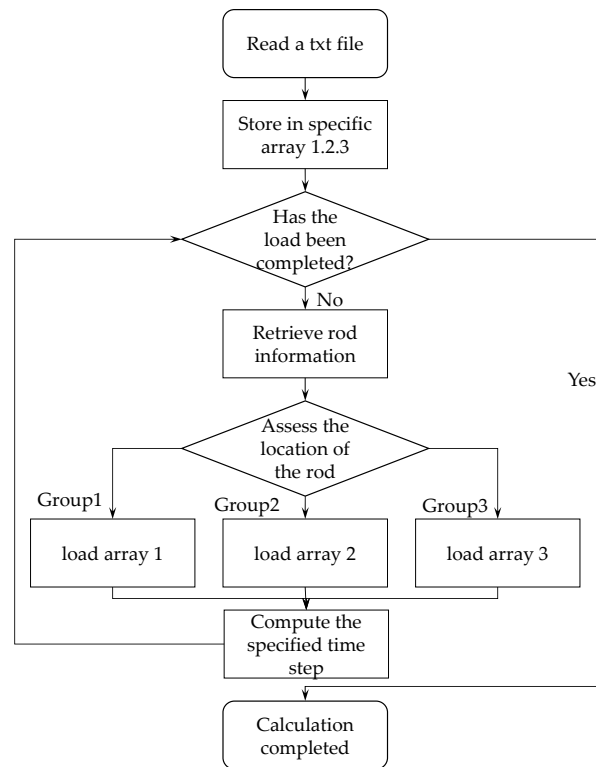 Read a txt file
Store in specific
array 1.2.3
Has the
load been
completed?
No
Retrieve rod
information
Yes
Assess the
location of
the rod
Group1
Group2
Group3
load array 1
load array 2
load array 3
Compute the
specified time
step
Calculation
completed